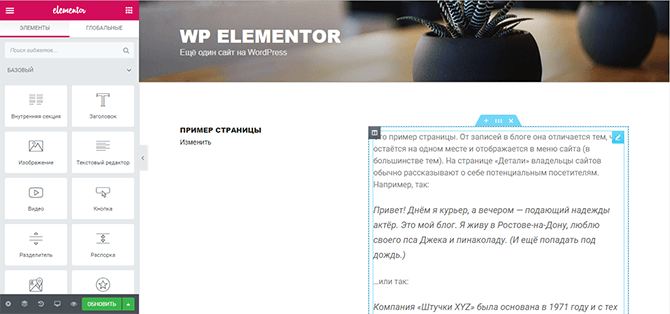 elementor
ЭЛЕМЕНТЫ
ГЛОБАЛЬНЫЕ
Поиск виджетов...
БАЗОВЫЙ
Внутренняя секция
Заголовок
Изображение
Текстовый редактор
Видео
Кнопка
Разделитель
Распорка
ОБНОВИТЬ
WP ELEMENTOR
Ещё один сайт на WordPress
ПРИМЕР СТРАНИЦЫ
Изменить
пример страницы. От записей в блоге она отличается тем,
остаётся на одном месте и отображается в меню сайта (в
большинстве тем). На странице «Детали» владельцы сайтов
обычно рассказывают о себе потенциальным посетителям.
Например, так:
Привет! Днём я курьер, а вечером — подающий надежды
актёр. Это мой блог. Я живу в Ростове-на-Дону, люблю
своего пса Джека и пинаколаду. (И ещё попадать под
дождь.)
...или так:
Компания «Штучки XYZ» была основана в 1971 году и с тех